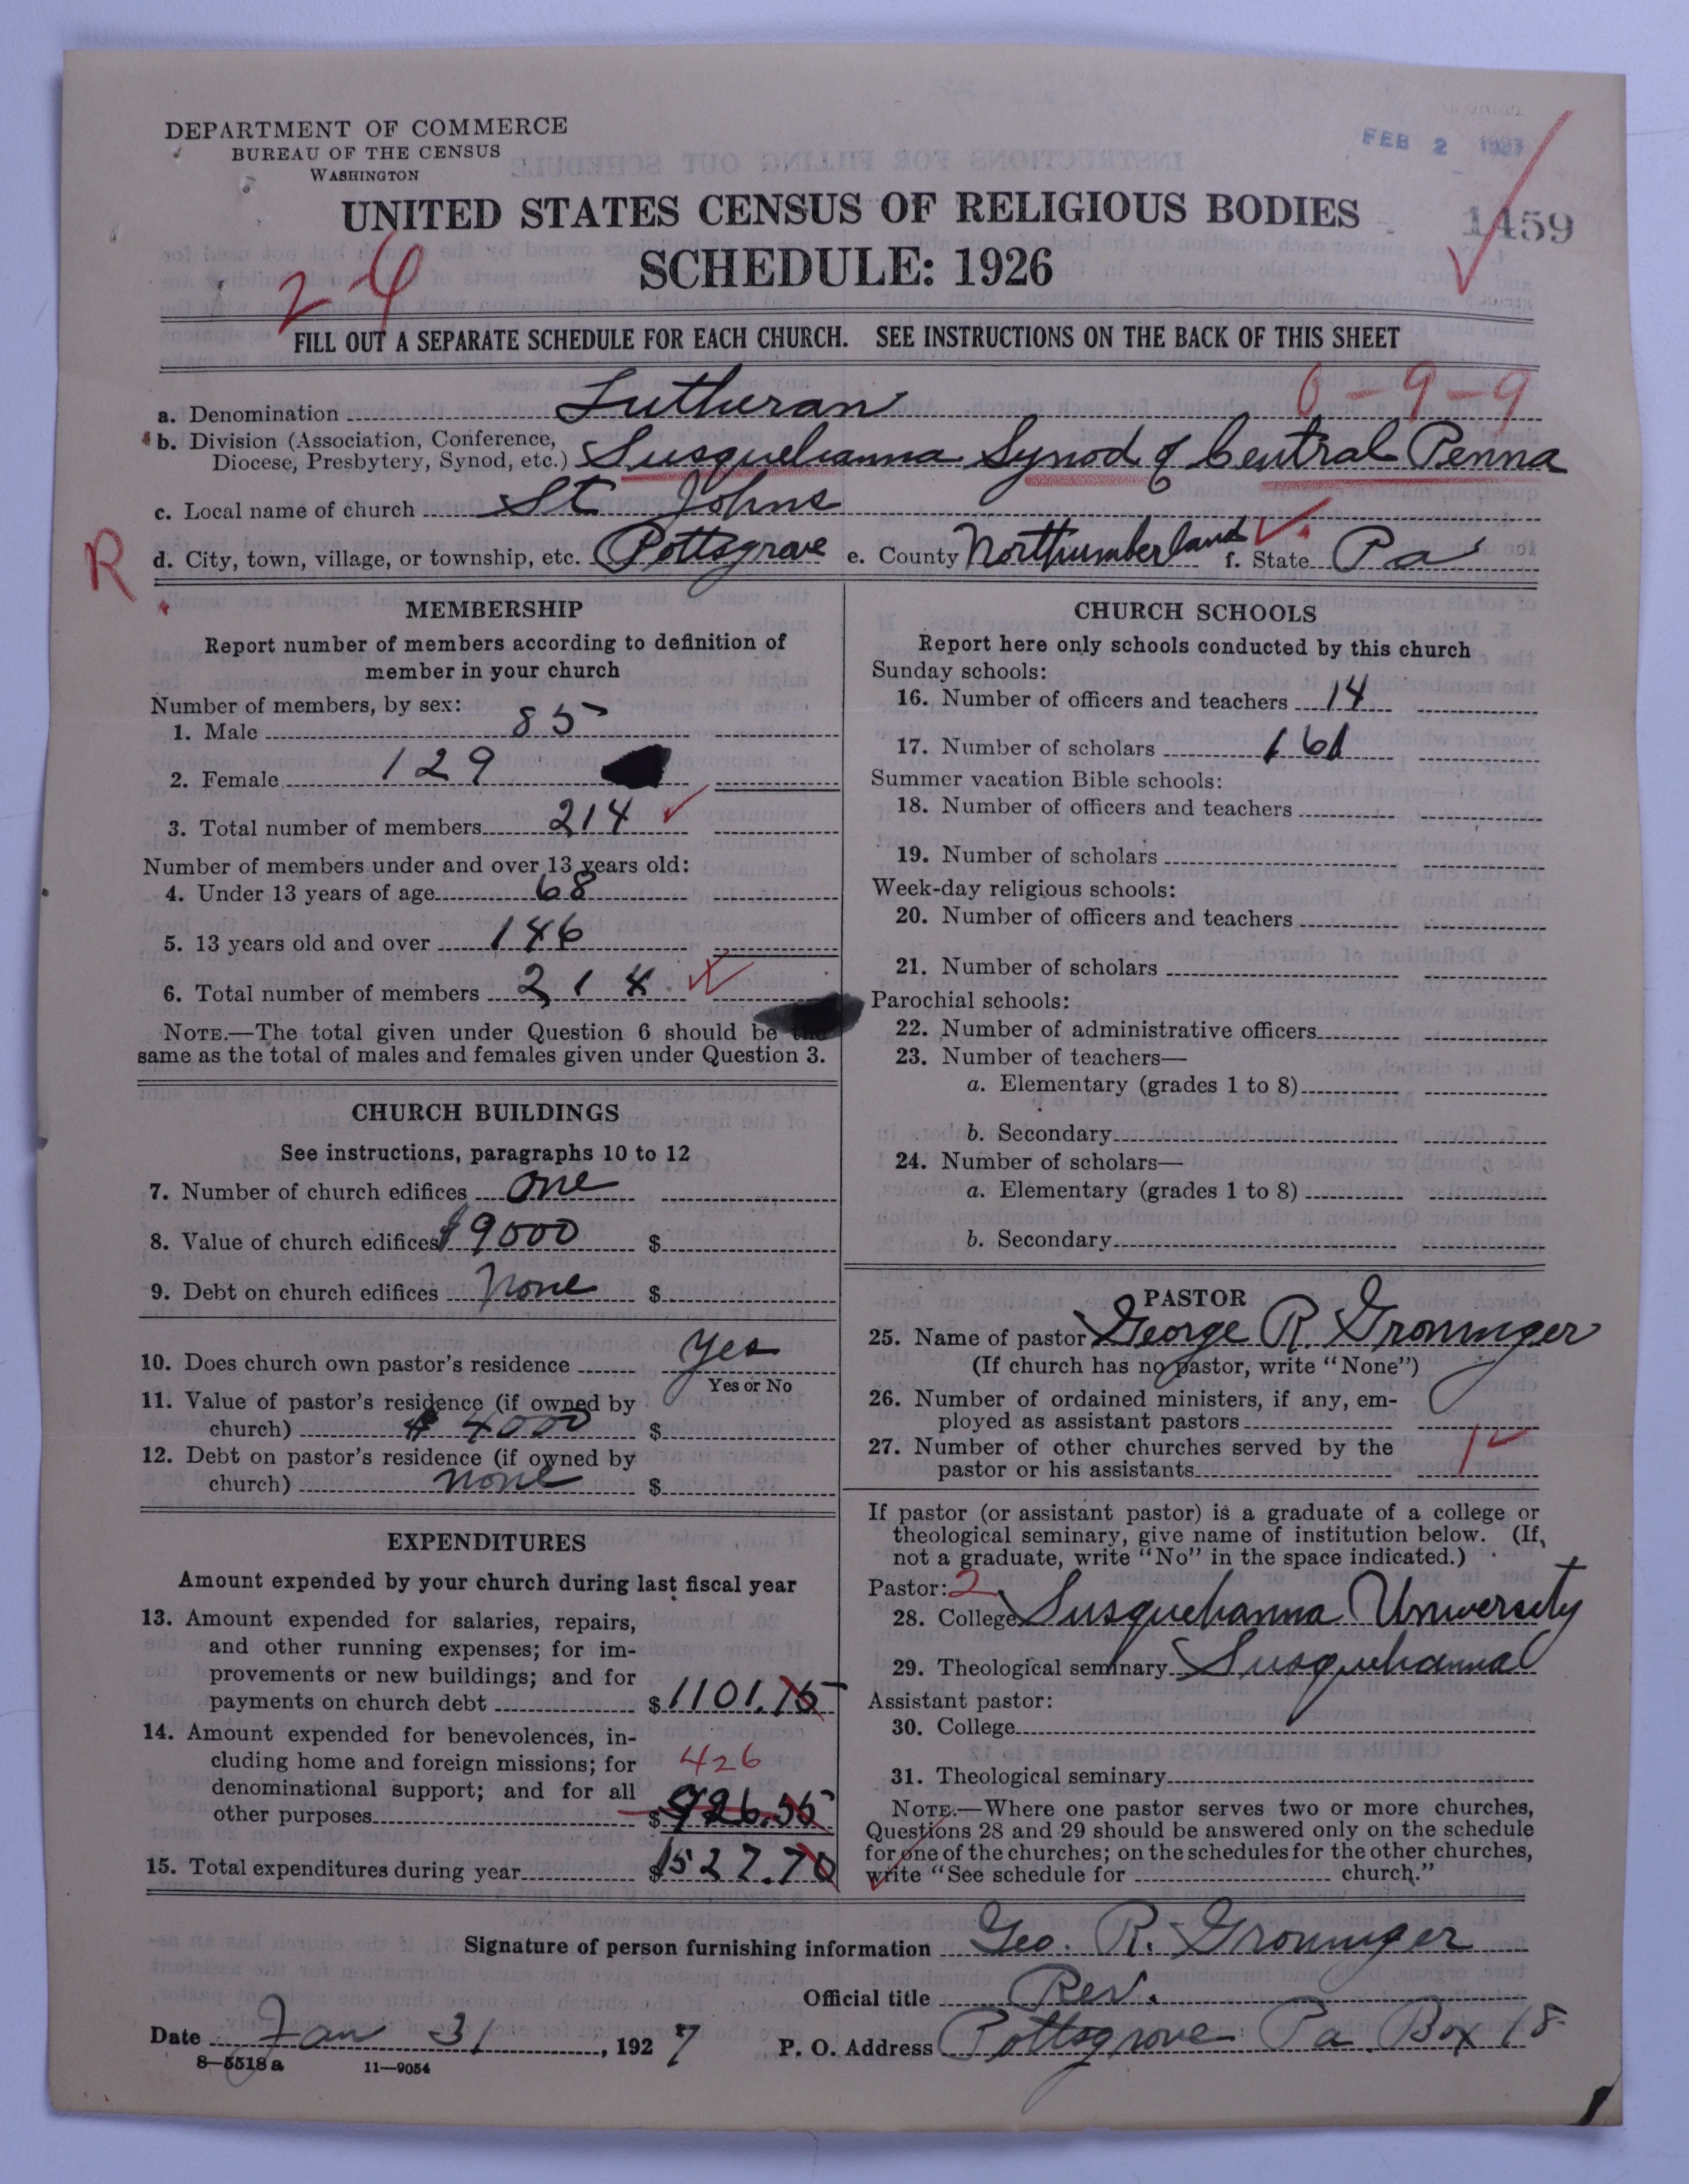 DEPARTMENT OF COMMERCE
BUREAU OF THE CENSUS
WASHINGTON
FEB 2 1927
UNITED STATES CENSUS OF RELIGIOUS BODIES
1459
SCHEDULE: 1926
24
FILL OUT A SEPARATE SCHEDULE FOR EACH CHURCH. SEE INSTRUCTIONS ON THE BACK OF THIS SHEET
0-9-9
a. Denomination Lutheran
b. Division (Association, Conference,
Diocese, Presbytery, Synod, etc.) Susquehanna Synod of Central Penna
c. Local name of church St Johns
R
d. City, town, village, or township, etc. Pottsgrove e. County Northumberland f. State Pa
MEMBERSHIP
Report number of members according to definition of
member in your church
Number of members, by sex:
1. Male 85
2. Female 129
3. Total number of members 214
Number of members under and over 13 years old:
4. Under 13 years of age 68
5. 13 years old and over 146
6. Total number of members 214
NOTE.—The total given under Question 6 should be the
same as the total of males and females given under Question 3.
CHURCH BUILDINGS
See instructions, paragraphs 10 to 12
7. Number of church edifices one
8. Value of church edifices $9000 $
9. Debt on church edifices none $
10. Does church own pastor's residence yes
Yes or No
11. Value of pastor's residence (if owned by
church) $ 4000 $
12. Debt on pastor's residence (if owned by
church) none $
EXPENDITURES
Amount expended by your church during last fiscal year
13. Amount expended for salaries, repairs,
and other running expenses; for im-
provements or new buildings; and for
payments on church debt $1101.15
14. Amount expended for benevolences, in-
cluding home and foreign missions; for 426
denominational support; and for all
other purposes $926.55
15. Total expenditures during year $1527.70
CHURCH SCHOOLS
Report here only schools conducted by this church
Sunday schools:
16. Number of officers and teachers 14
17. Number of scholars 161
Summer vacation Bible schools:
18. Number of officers and teachers
19. Number of scholars
Week-day religious schools:
20. Number of officers and teachers
21. Number of scholars
Parochial schools:
22. Number of administrative officers
23. Number of teachers—
a. Elementary (grades 1 to 8)
b. Secondary
24. Number of scholars—
a. Elementary (grades 1 to 8)
b. Secondary
PASTOR
25. Name of pastor George R. Groninger
(If church has no pastor, write "None")
26. Number of ordained ministers, if any, em-
ployed as assistant pastors
27. Number of other churches served by the
pastor or his assistants 1
If pastor (or assistant pastor) is a graduate of a college or
theological seminary, give name of institution below. (If,
not a graduate, write "No" in the space indicated.)
Pastor: 2
28. College Susquehanna University
29. Theological seminary Susquehanna
Assistant pastor:
30. College
31. Theological seminary
NOTE.—Where one pastor serves two or more churches,
Questions 28 and 29 should be answered only on the schedule
for one of the churches; on the schedules for the other churches,
write "See schedule for church."
Signature of person furnishing information Geo. R. Groninger
Official title Rev.
Date Jan 31, 1927 P. O. Address Pottsgrove Pa. Box 18
8—5518a 11—9054